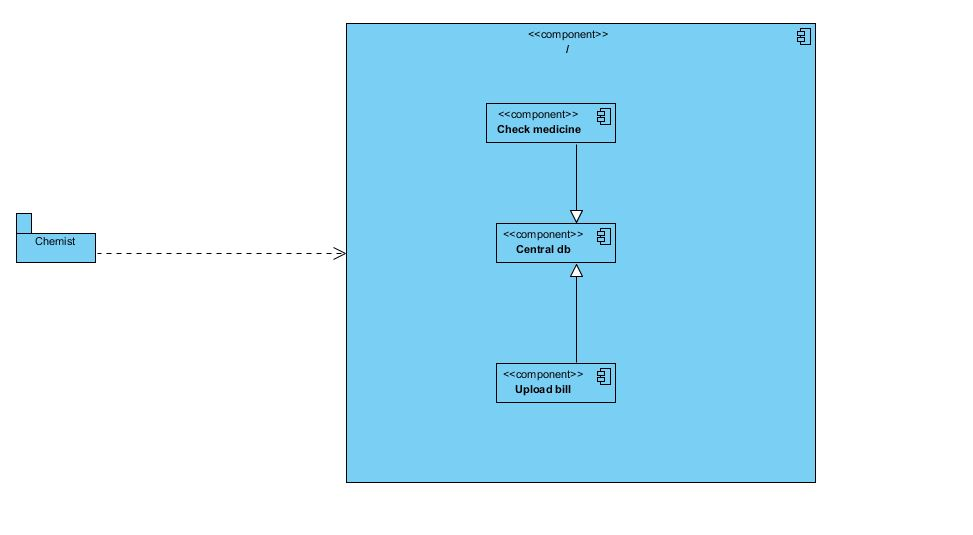 <<component>>
/
<<component>>
Check medicine
Chemist
<<component>>
Central db
<<component>>
Upload bill